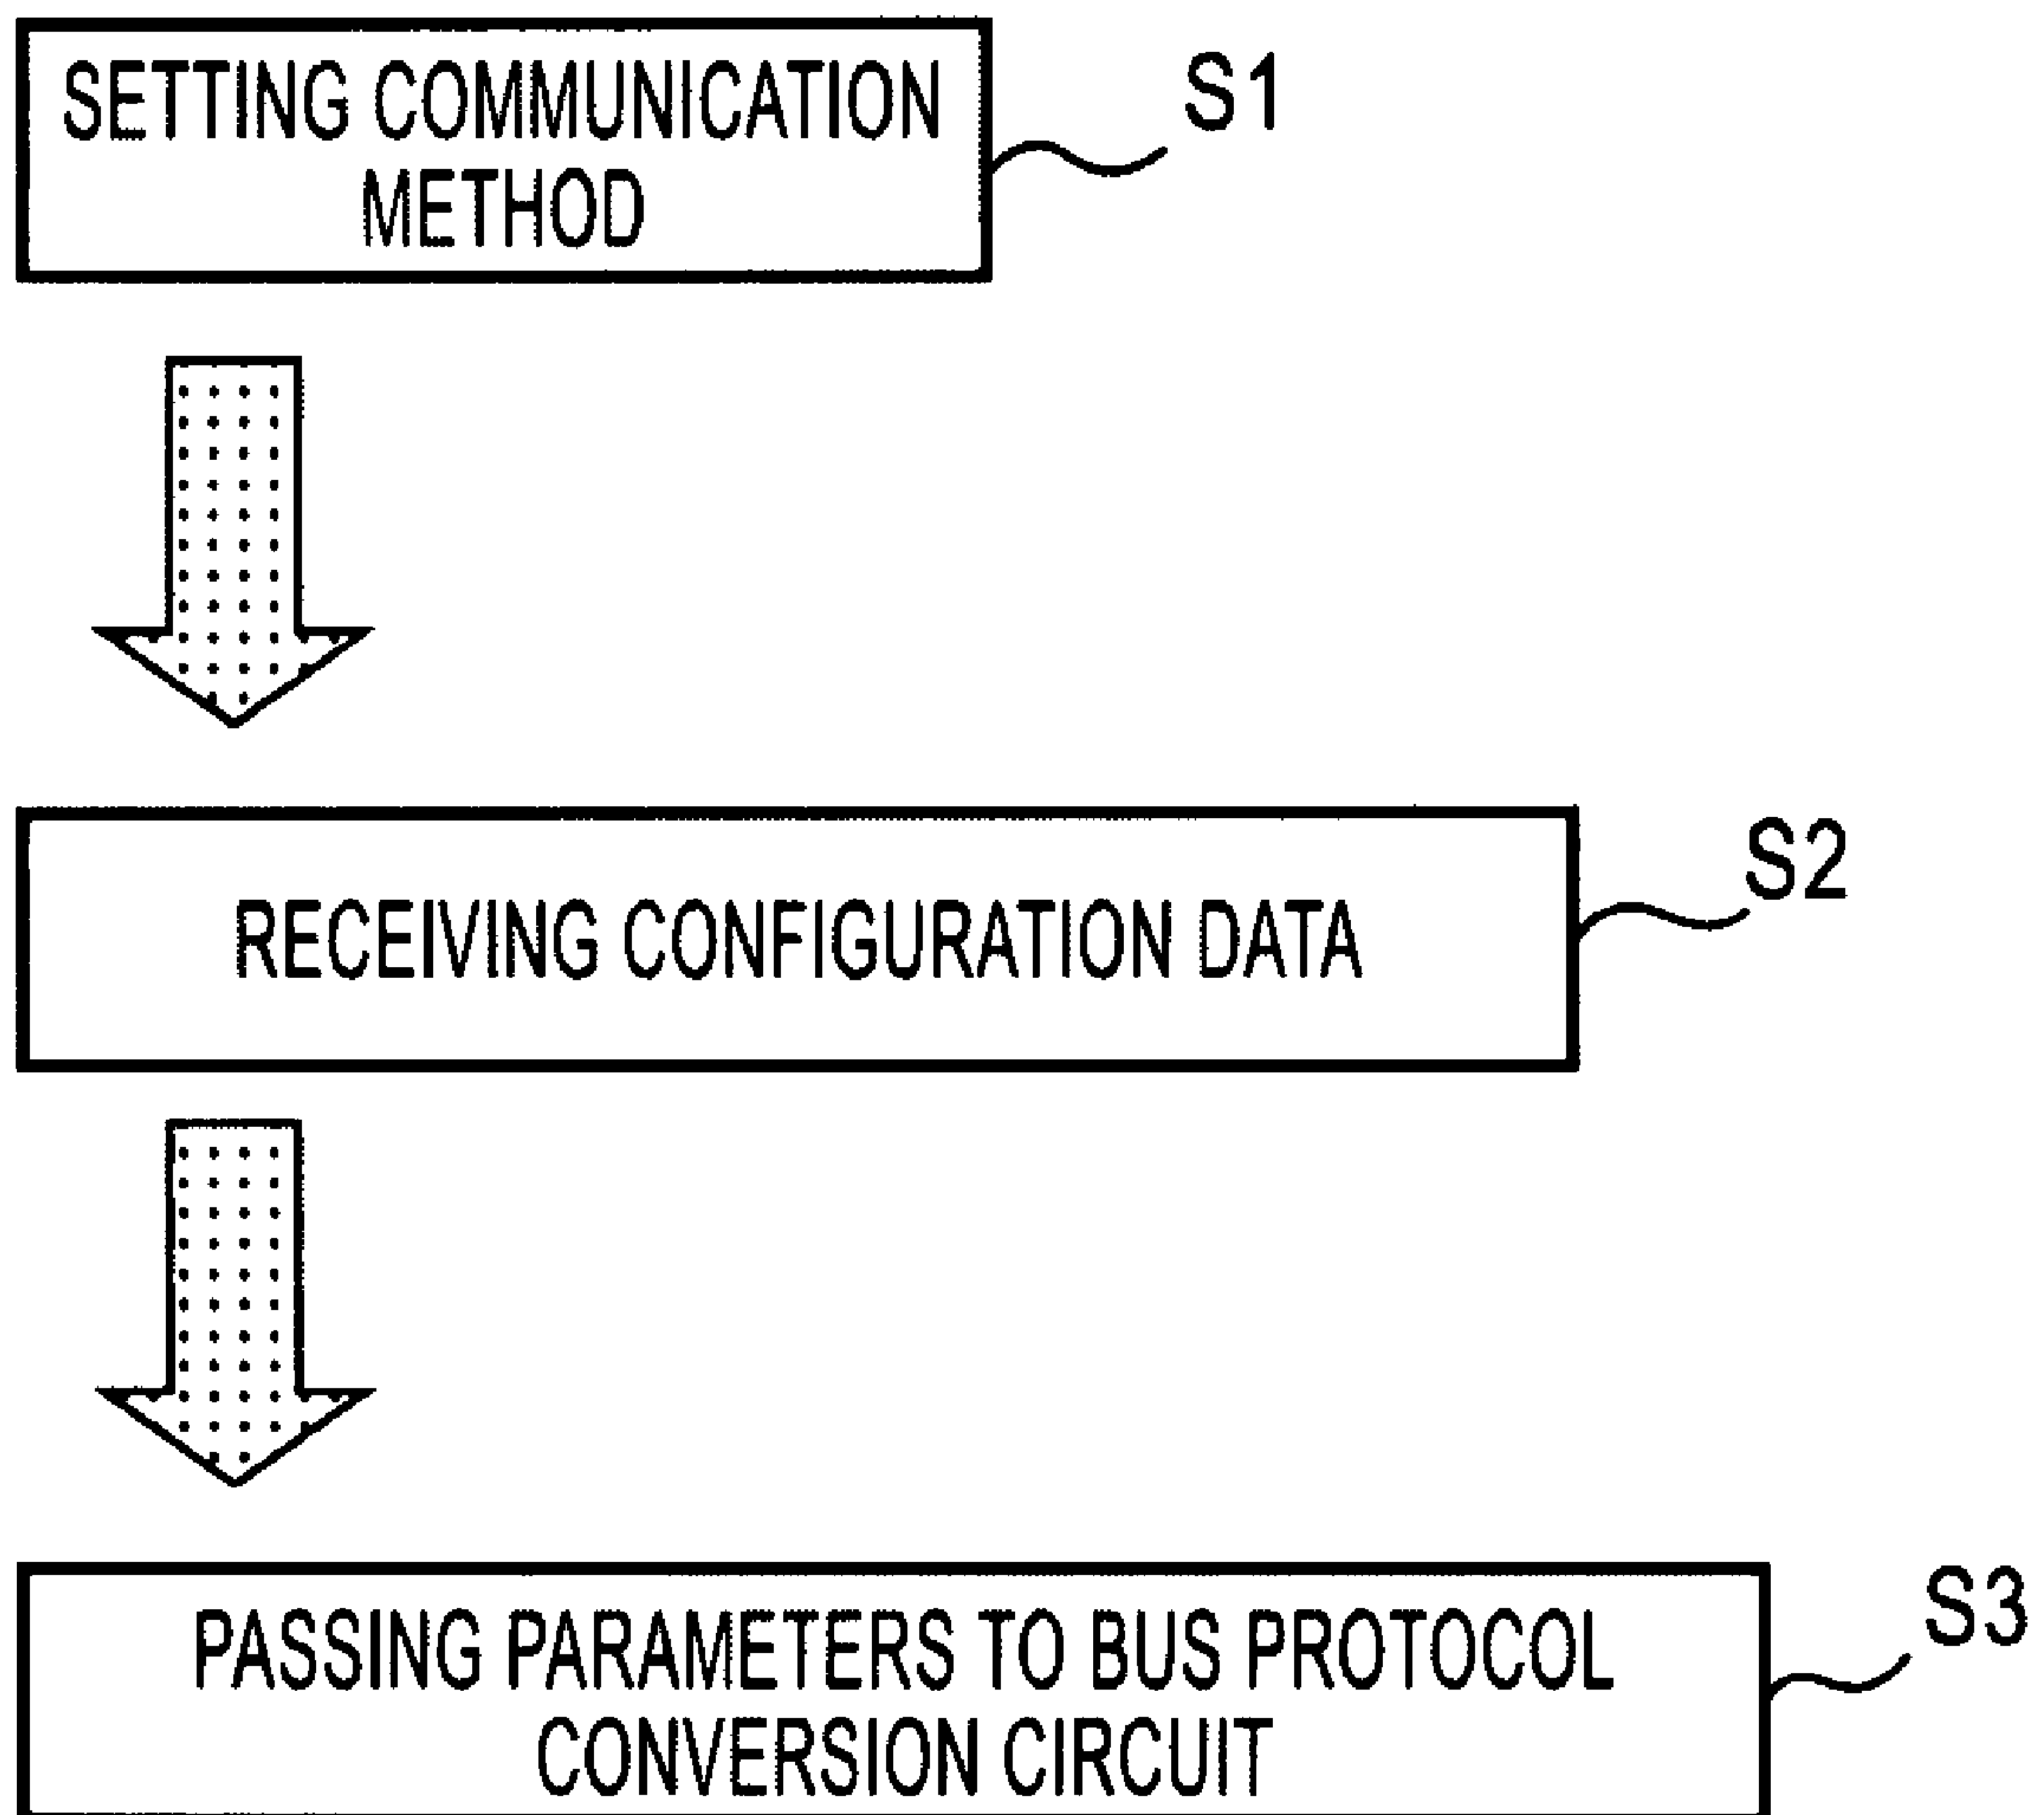 SETTING COMMUNICATION
METHOD
S1
RECEIVING CONFIGURATION DATA
S2
PASSING PARAMETERS TO BUS PROTOCOL
CONVERSION CIRCUIT
S3